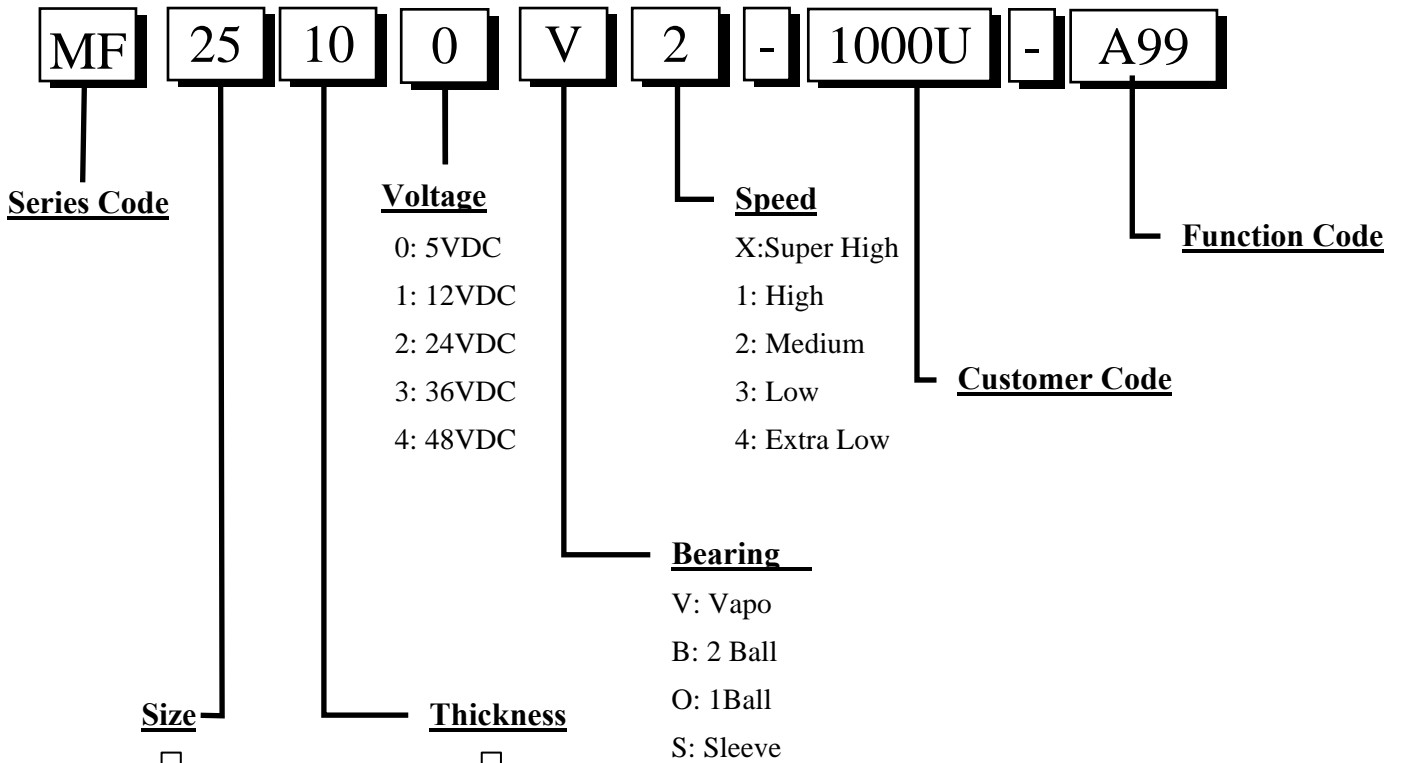 MF 25 10 0 V 2 - 1000U - A99
Series Code
Voltage
0: 5VDC
1: 12VDC
2: 24VDC
3: 36VDC
4: 48VDC
Speed
X:Super High
1: High
2: Medium
3: Low
4: Extra Low
Function Code
Customer Code
Bearing
V: Vapo
B: 2 Ball
O: 1Ball
S: Sleeve
Size
Thickness